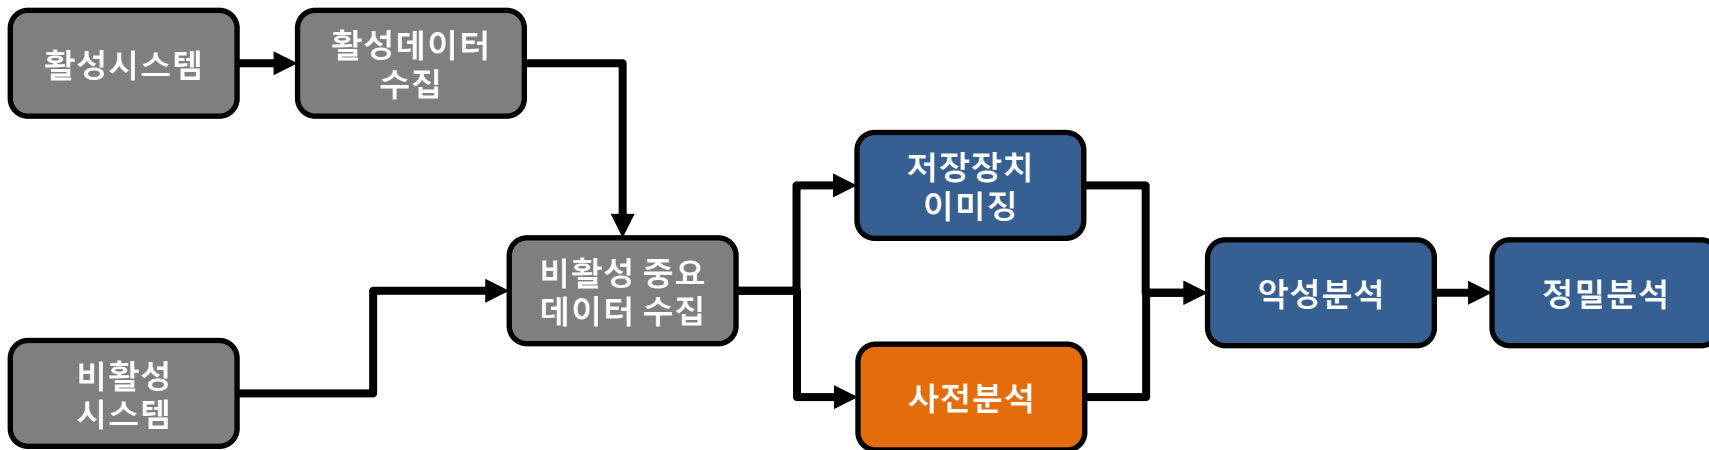 활성시스템
활성데이터
수집
비활성
시스템
비활성 중요
데이터 수집
저장장치
이미징
사전분석
악성분석
정밀분석